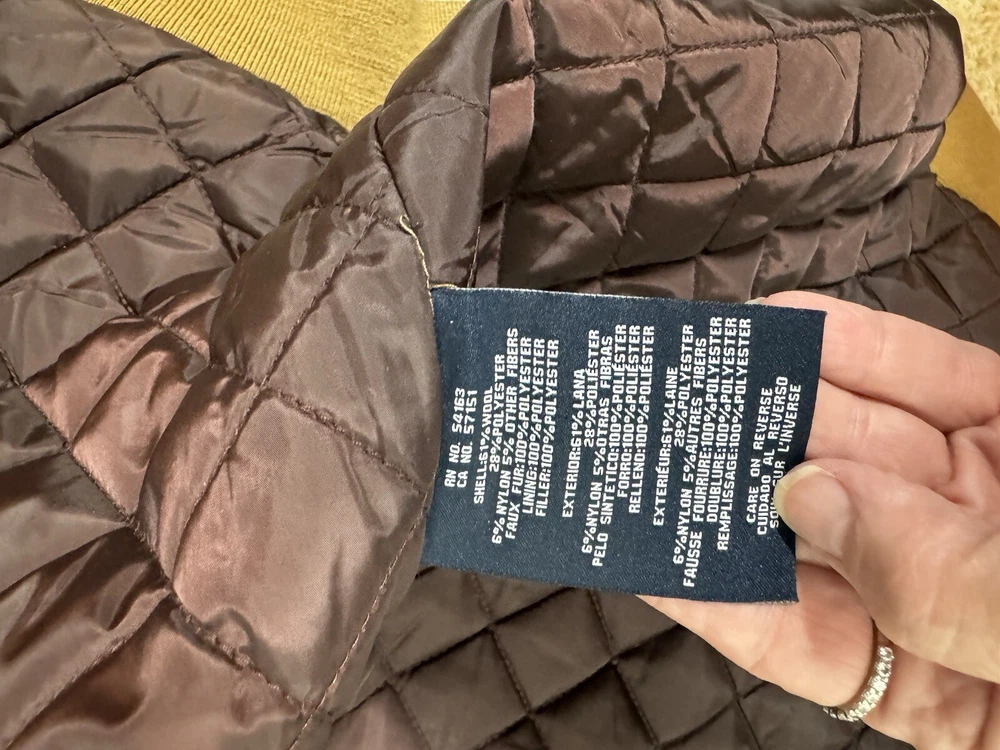 RN NO. 54163
CA NO. 57151
SHELL:61%WOOL
28%POLYESTER
6%NYLON 5% OTHER FIBERS
FAUX FUR:100%POLYESTER
LINING:100%POLYESTER
FILLER:100%POLYESTER
EXTERIOR:61%LANA
28%POLIÉSTER
6%NYLON 5%OTRAS FIBRAS
PELO SINTETICO:100%POLIÉSTER
FORRO:100%POLIÉSTER
RELLENO:100%POLIÉSTER
EXTERIÉUR:61%LAINE
28%POLYESTER
6%NYLON 5%AUTRES FIBRES
FAUSSE FOURRURE:100%POLYESTER
DOUBLURE:100%POLYESTER
REMPLISSAGE:100%POLYESTER
CARE ON REVERSE
CUIDADO AL REVERSO
SUR L'INVERSE